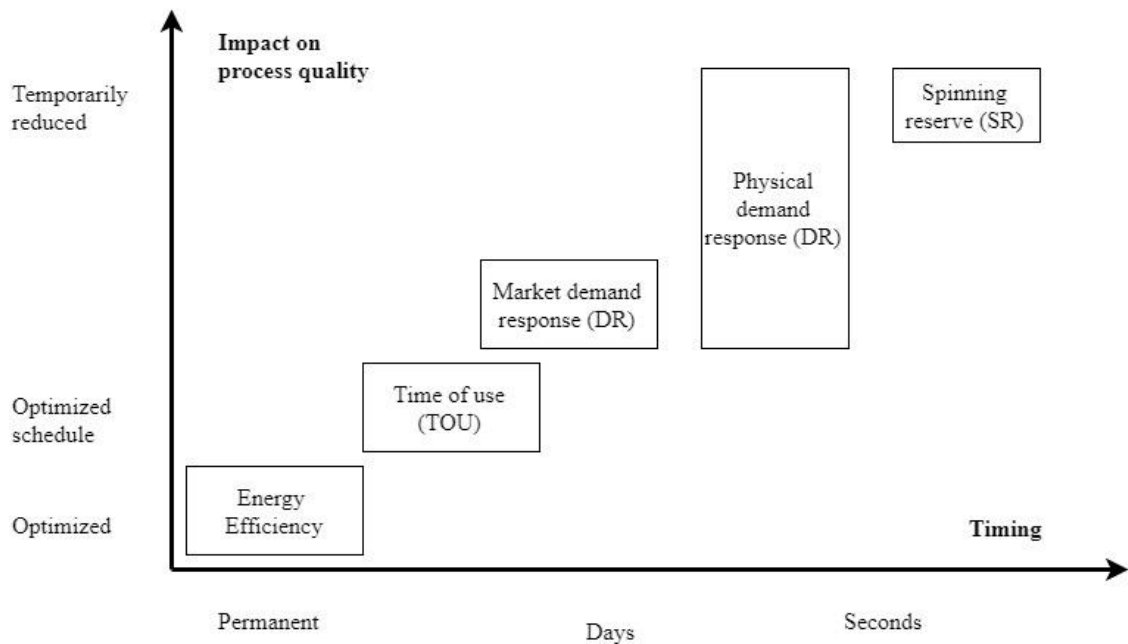 Impact on
process quality
Temporarily
reduced
Spinning
reserve (SR)
Physical
demand
response (DR)
Market demand
response (DR)
Time of use
(TOU)
Optimized
schedule
Energy
Efficiency
Optimized
Timing
Permanent
Days
Seconds